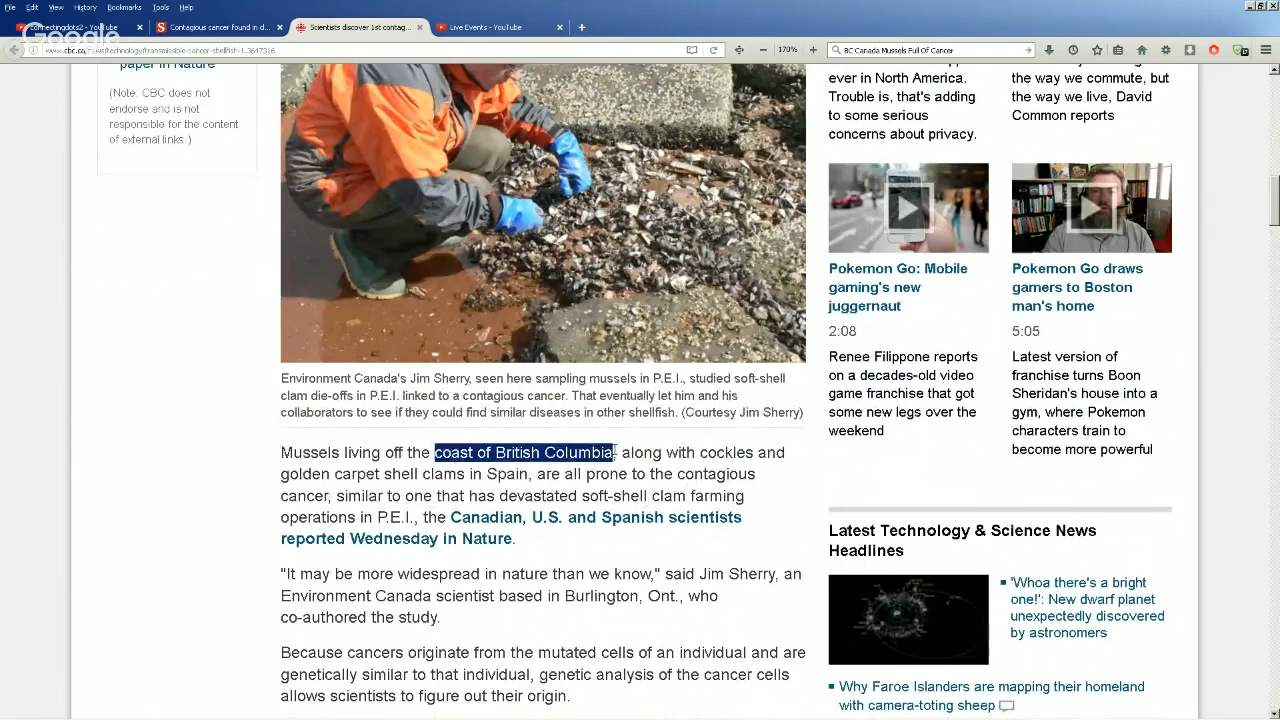 File Edit View History Bookmarks Tools Help
connectingdots2 - YouTube
Contagious cancer found in d
Scientists discover 1st contag...
Live Events - YouTube
Google
www.cbc.ca/news/technology/transmissible-cancer-shellfish-1.3647316
170%
BC Canada Mussels Full Of Cancer
paper in Nature
(Note: CBC does not
endorse and is not
responsible for the content
of external links.)
Environment Canada's Jim Sherry, seen here sampling mussels in P.E.I., studied soft-shell
clam die-offs in P.E.I. linked to a contagious cancer. That eventually let him and his
collaborators to see if they could find similar diseases in other shellfish. (Courtesy Jim Sherry)
Mussels living off the coast of British Columbia, along with cockles and
golden carpet shell clams in Spain, are all prone to the contagious
cancer, similar to one that has devastated soft-shell clam farming
operations in P.E.I., the Canadian, U.S. and Spanish scientists
reported Wednesday in Nature.
"It may be more widespread in nature than we know," said Jim Sherry, an
Environment Canada scientist based in Burlington, Ont., who
co-authored the study.
Because cancers originate from the mutated cells of an individual and are
genetically similar to that individual, genetic analysis of the cancer cells
allows scientists to figure out their origin.
ever in North America.
Trouble is, that's adding
to some serious
concerns about privacy.
the way we commute, but
the way we live, David
Common reports
Pokemon Go: Mobile
gaming's new
juggernaut
2:08
Renee Filippone reports
on a decades-old video
game franchise that got
some new legs over the
weekend
Pokemon Go draws
gamers to Boston
man's home
5:05
Latest version of
franchise turns Boon
Sheridan's house into a
gym, where Pokemon
characters train to
become more powerful
Latest Technology & Science News
Headlines
'Whoa there's a bright
one!': New dwarf planet
unexpectedly discovered
by astronomers
Why Faroe Islanders are mapping their homeland
with camera-toting sheep